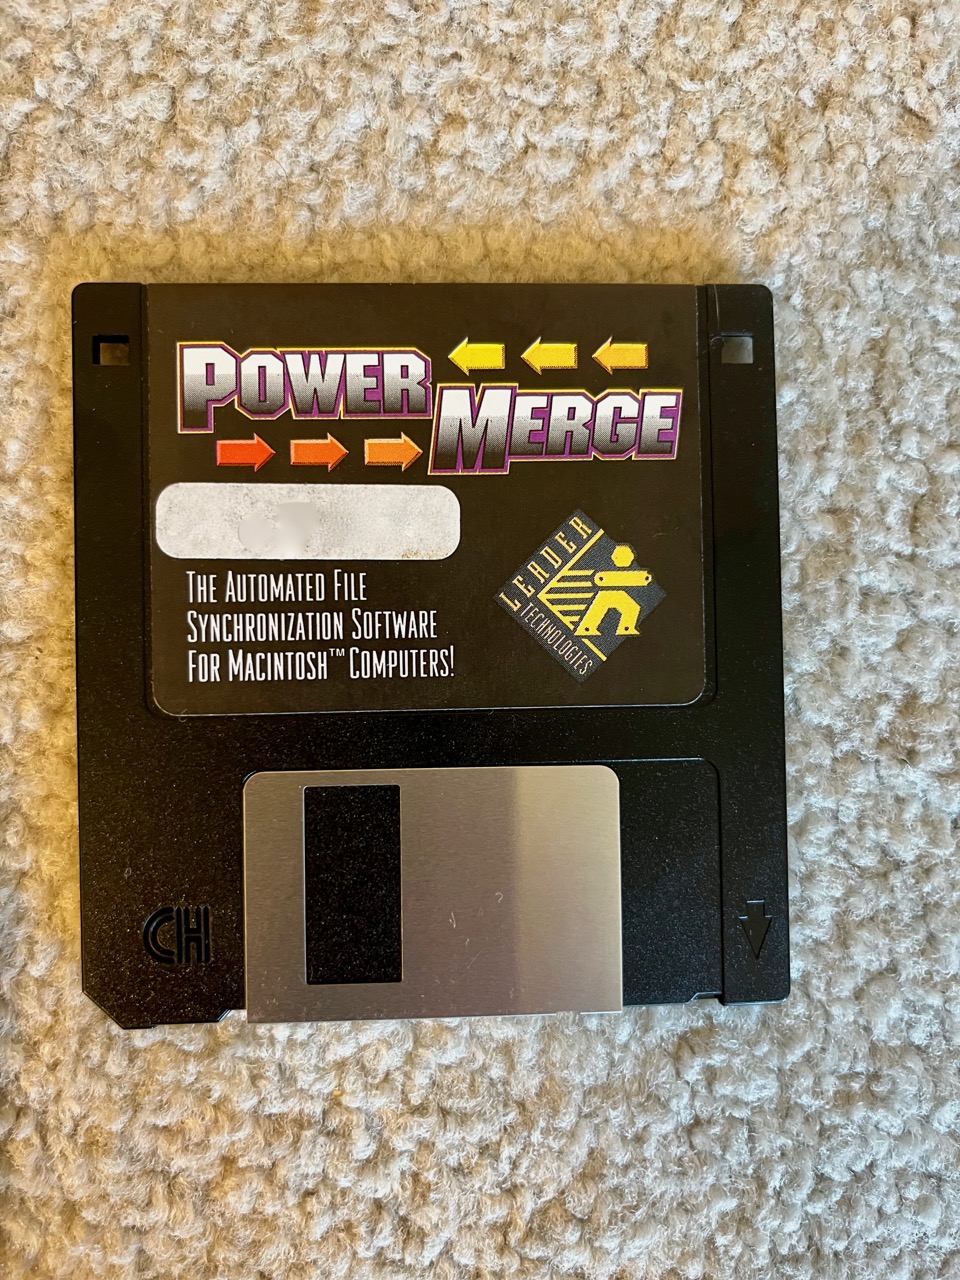 POWER
MERGE
THE AUTOMATED FILE
SYNCHRONIZATION SOFTWARE
FOR MACINTOSH™ COMPUTERS!
LEADER
TECHNOLOGIES
CH